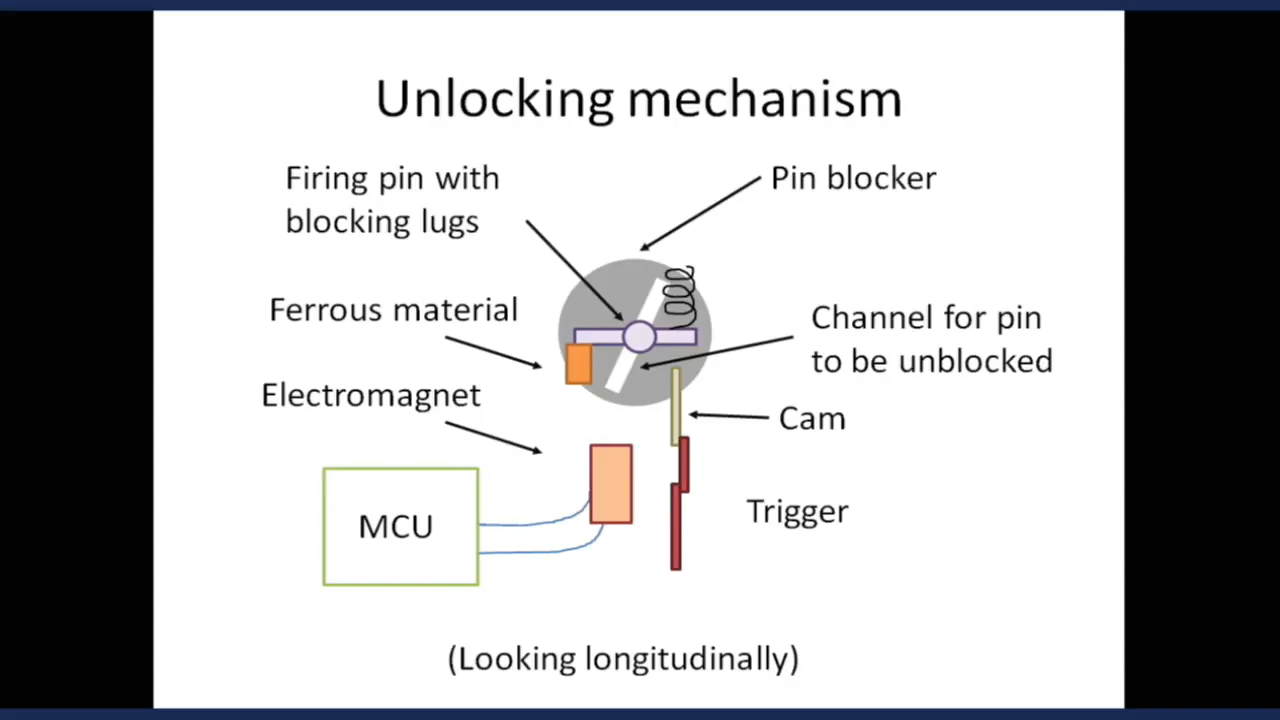 Unlocking mechanism
Firing pin with
blocking lugs
Pin blocker
Ferrous material
Channel for pin
to be unblocked
Electromagnet
Cam
MCU
Trigger
(Looking longitudinally)